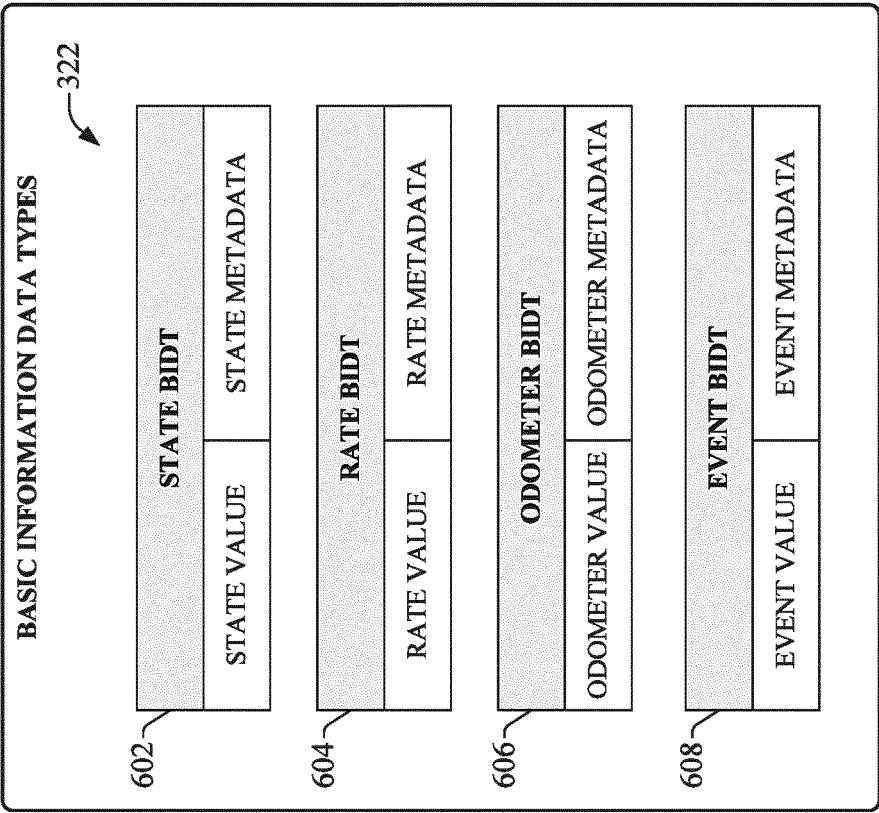 BASIC INFORMATION DATA TYPES
322
602
STATE BIDT
STATE VALUE STATE METADATA
604
RATE BIDT
RATE VALUE RATE METADATA
606
ODOMETER BIDT
ODOMETER VALUE ODOMETER METADATA
608
EVENT BIDT
EVENT VALUE EVENT METADATA